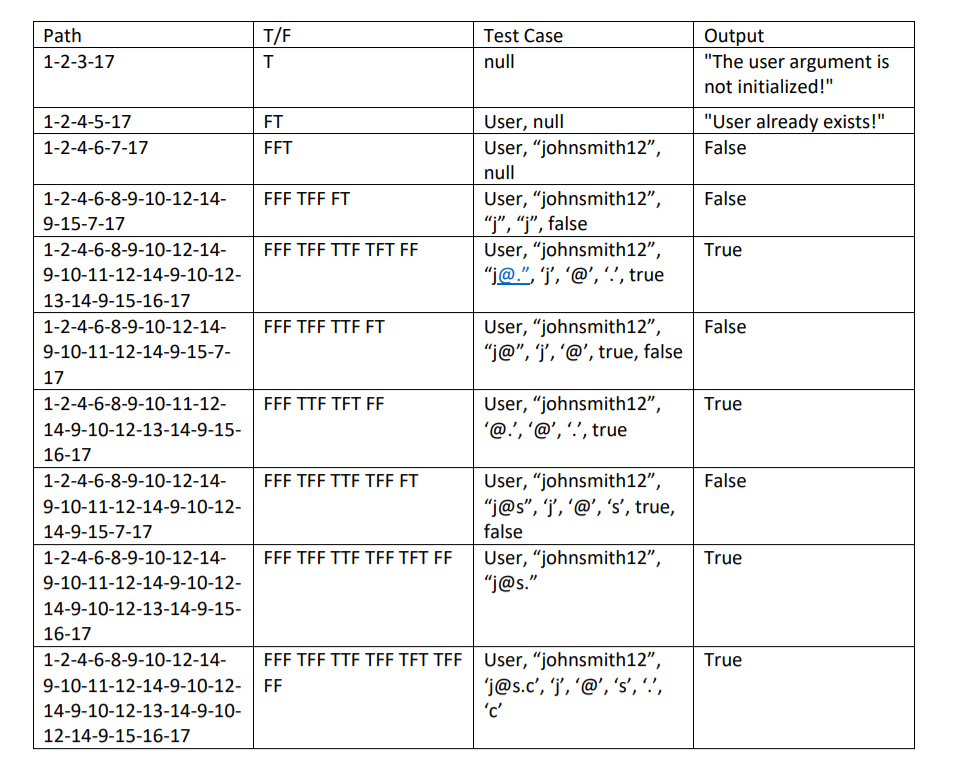 Path T/F Test Case Output
1-2-3-17 T null "The user argument is
not initialized!"
1-2-4-5-17 FT User, null "User already exists!"
1-2-4-6-7-17 FFT User, “johnsmith12”, False
null
1-2-4-6-8-9-10-12-14- FFF TFF FT User, “johnsmith12”, False
9-15-7-17 “j”, “j”, false
1-2-4-6-8-9-10-12-14- FFF TFF TTF TFT FF User, “johnsmith12”, True
9-10-11-12-14-9-10-12- “j@.”, ‘j’, ‘@’, ‘.’, true
13-14-9-15-16-17
1-2-4-6-8-9-10-12-14- FFF TFF TTF FT User, “johnsmith12”, False
9-10-11-12-14-9-15-7- “j@”, ‘j’, ‘@’, true, false
17
1-2-4-6-8-9-10-11-12- FFF TTF TFT FF User, “johnsmith12”, True
14-9-10-12-13-14-9-15- ‘@.’, ‘@’, ‘.’, true
16-17
1-2-4-6-8-9-10-12-14- FFF TFF TTF TFF FT User, “johnsmith12”, False
9-10-11-12-14-9-10-12- “j@s”, ‘j’, ‘@’, ‘s’, true,
14-9-15-7-17 false
1-2-4-6-8-9-10-12-14- FFF TFF TTF TFF TFT FF User, “johnsmith12”, True
9-10-11-12-14-9-10-12- “j@s.”
14-9-10-12-13-14-9-15-
16-17
1-2-4-6-8-9-10-12-14- FFF TFF TTF TFF TFT TFF User, “johnsmith12”, True
9-10-11-12-14-9-10-12- FF ‘j@s.c’, ‘j’, ‘@’, ‘s’, ‘.’,
14-9-10-12-13-14-9-10- ‘c’
12-14-9-15-16-17